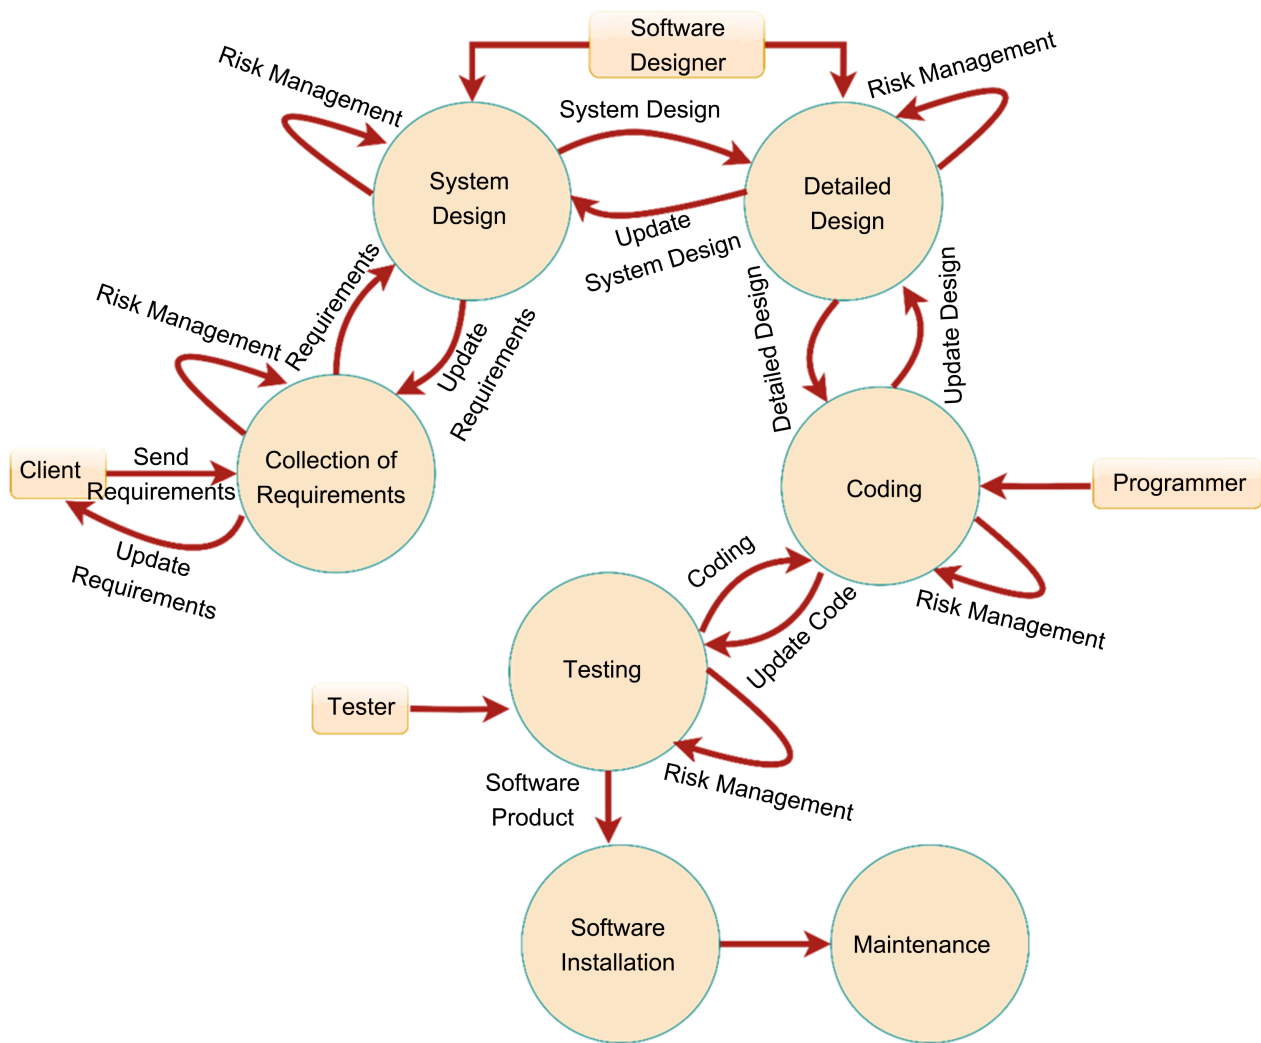 Software
Designer
Risk Management
Risk Management
System Design
System
Design
Detailed
Design
Update
System Design
Requirements
Risk Management
Update
Requirements
Detailed Design
Update Design
Client
Send
Requirements
Collection of
Requirements
Update
Requirements
Coding
Programmer
Coding
Update Code
Risk Management
Testing
Tester
Risk Management
Software
Product
Software
Installation
Maintenance